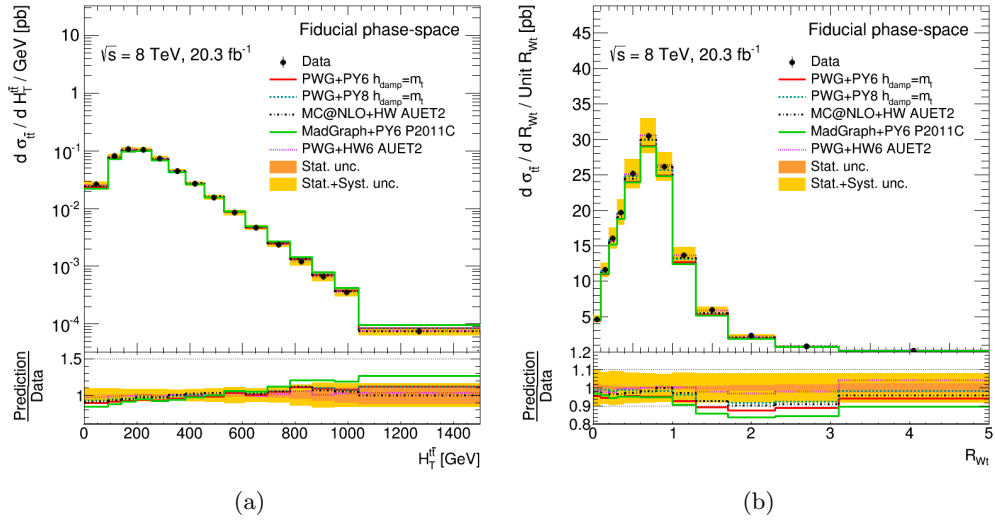 d σ_tt̄ / d H_T^tt̄ / GeV [pb]
Fiducial phase-space
√s = 8 TeV, 20.3 fb⁻¹
Data
PWG+PY6 h_damp=m_t
PWG+PY8 h_damp=m_t
MC@NLO+HW AUET2
MadGraph+PY6 P2011C
PWG+HW6 AUET2
Stat. unc.
Stat.+Syst. unc.
10
1
10⁻¹
10⁻²
10⁻³
10⁻⁴
Prediction
Data
1.5
1
0 200 400 600 800 1000 1200 1400
H_T^tt̄ [GeV]
(a)
d σ_tt̄ / d R_Wt / Unit R_Wt [pb]
Fiducial phase-space
√s = 8 TeV, 20.3 fb⁻¹
Data
PWG+PY6 h_damp=m_t
PWG+PY8 h_damp=m_t
MC@NLO+HW AUET2
MadGraph+PY6 P2011C
PWG+HW6 AUET2
Stat. unc.
Stat.+Syst. unc.
45
40
35
30
25
20
15
10
5
Prediction
Data
1.2
1.1
1
0.9
0.8
0 1 2 3 4 5
R_Wt
(b)